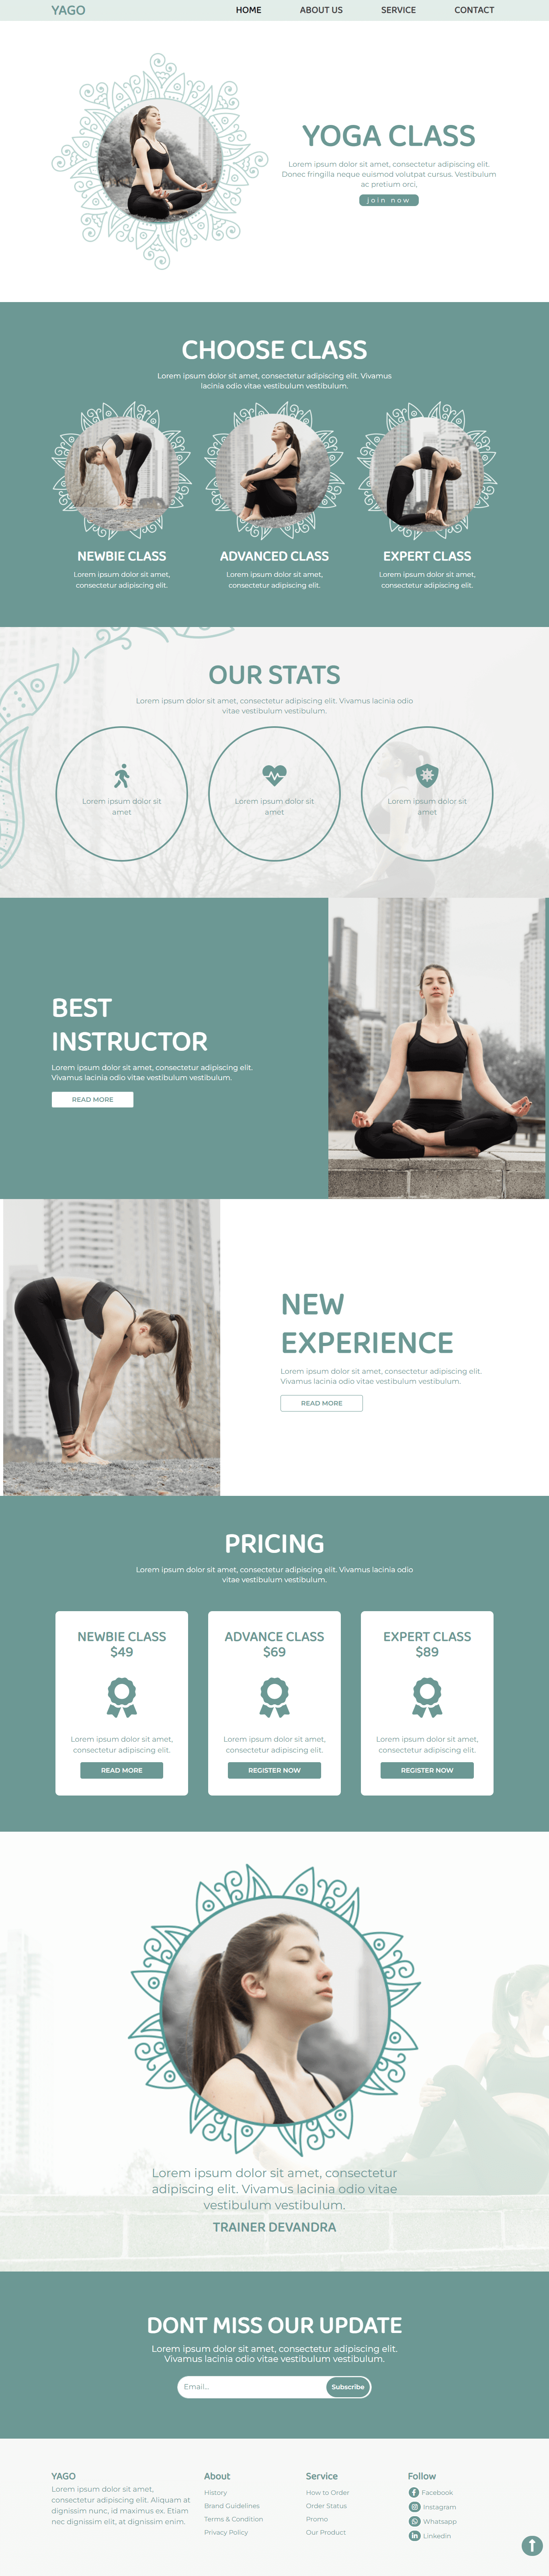 YAGO
HOME ABOUT US SERVICE CONTACT
YOGA CLASS
Lorem ipsum dolor sit amet, consectetur adipiscing elit.
Donec fringilla neque euismod volutpat cursus. Vestibulum
ac pretium orci,
join now
CHOOSE CLASS
Lorem ipsum dolor sit amet, consectetur adipiscing elit. Vivamus
lacinia odio vitae vestibulum vestibulum.
NEWBIE CLASS
Lorem ipsum dolor sit amet,
consectetur adipiscing elit.
ADVANCED CLASS
Lorem ipsum dolor sit amet,
consectetur adipiscing elit.
EXPERT CLASS
Lorem ipsum dolor sit amet,
consectetur adipiscing elit.
OUR STATS
Lorem ipsum dolor sit amet, consectetur adipiscing elit. Vivamus lacinia odio
vitae vestibulum vestibulum.
Lorem ipsum dolor sit
amet
Lorem ipsum dolor sit
amet
Lorem ipsum dolor sit
amet
BEST
INSTRUCTOR
Lorem ipsum dolor sit amet, consectetur adipiscing elit.
Vivamus lacinia odio vitae vestibulum vestibulum.
READ MORE
NEW
EXPERIENCE
Lorem ipsum dolor sit amet, consectetur adipiscing elit.
Vivamus lacinia odio vitae vestibulum vestibulum.
READ MORE
PRICING
Lorem ipsum dolor sit amet, consectetur adipiscing elit. Vivamus lacinia odio
vitae vestibulum vestibulum.
NEWBIE CLASS
$49
Lorem ipsum dolor sit amet,
consectetur adipiscing elit.
READ MORE
ADVANCE CLASS
$69
Lorem ipsum dolor sit amet,
consectetur adipiscing elit.
REGISTER NOW
EXPERT CLASS
$89
Lorem ipsum dolor sit amet,
consectetur adipiscing elit.
REGISTER NOW
Lorem ipsum dolor sit amet, consectetur
adipiscing elit. Vivamus lacinia odio vitae
vestibulum vestibulum.
TRAINER DEVANDRA
DONT MISS OUR UPDATE
Lorem ipsum dolor sit amet, consectetur adipiscing elit.
Vivamus lacinia odio vitae vestibulum vestibulum.
Email... Subscribe
YAGO
Lorem ipsum dolor sit amet,
consectetur adipiscing elit. Aliquam at
dignissim nunc, id maximus ex. Etiam
nec dignissim elit, at dignissim enim.
About
History
Brand Guidelines
Terms & Condition
Privacy Policy
Service
How to Order
Order Status
Promo
Our Product
Follow
Facebook
Instagram
Whatsapp
Linkedin